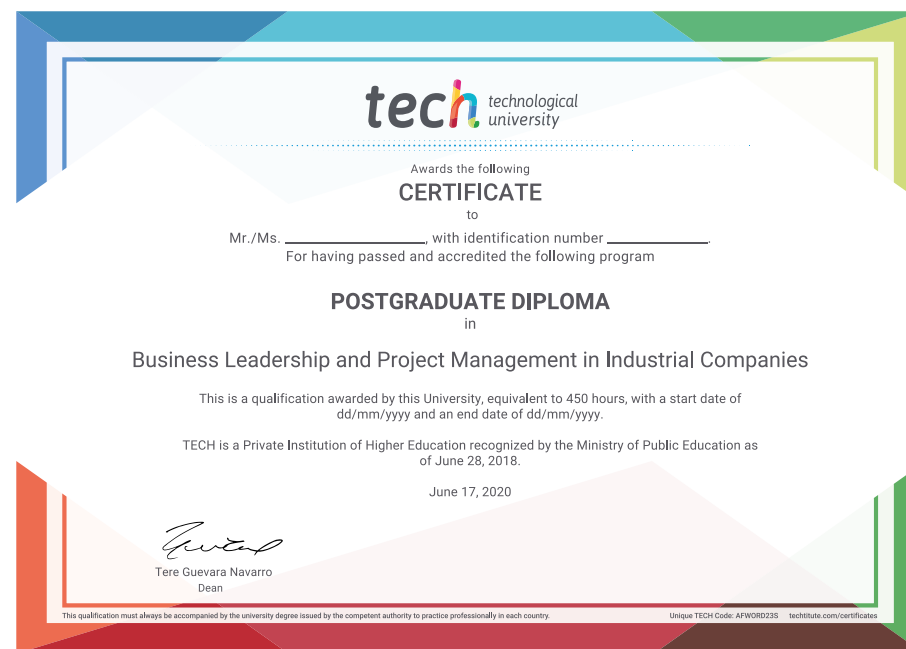 tech technological
university
Awards the following
CERTIFICATE
to
Mr./Ms. ____________________, with identification number ______________.
For having passed and accredited the following program
POSTGRADUATE DIPLOMA
in
Business Leadership and Project Management in Industrial Companies
This is a qualification awarded by this University, equivalent to 450 hours, with a start date of
dd/mm/yyyy and an end date of dd/mm/yyyy.
TECH is a Private Institution of Higher Education recognized by the Ministry of Public Education as
of June 28, 2018.
June 17, 2020
Tere Guevara Navarro
Dean
This qualification must always be accompanied by the university degree issued by the competent authority to practice professionally in each country.
Unique TECH Code: AFWORD23S techtitute.com/certificates